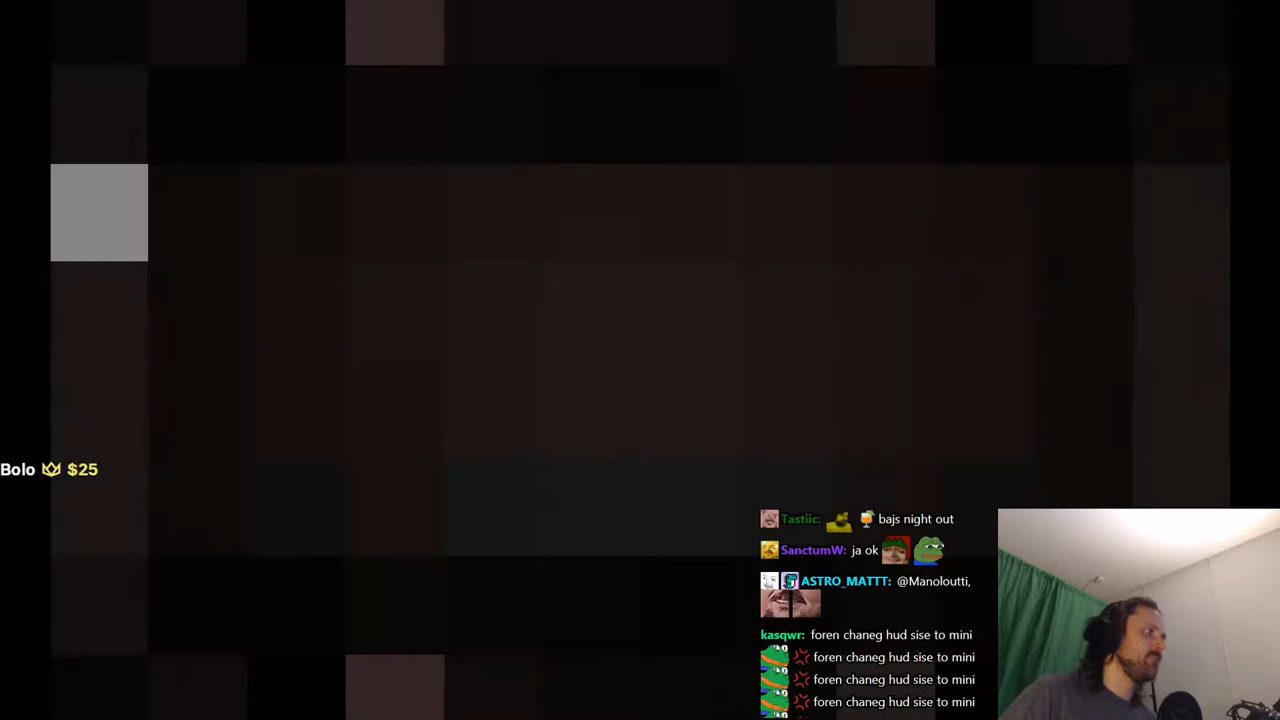 Bolo $25
Tastiic: bajs night out
SanctumW: ja ok
ASTRO_MATTT: @Manoloutti,
kasqwr: foren chaneg hud sise to mini
foren chaneg hud sise to mini
foren chaneg hud sise to mini
foren chaneg hud sise to mini